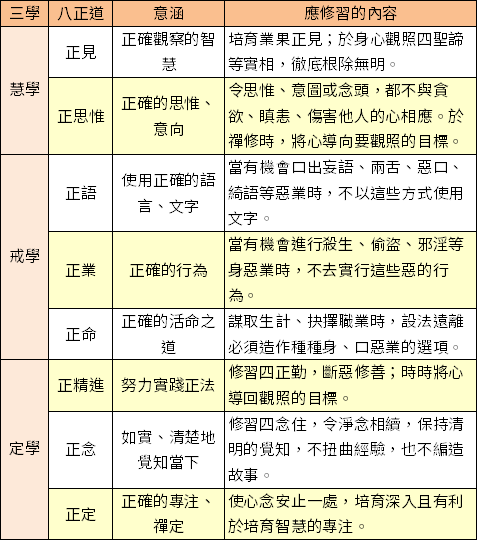 三學 八正道 意涵 應修習的內容
慧學
正見
正確觀察的智
慧
培育業果正見；於身心觀照四聖諦
等實相，徹底根除無明。
正思惟
正確的思惟、
意向
令思惟、意圖或念頭，都不與貪
欲、瞋恚、傷害他人的心相應。於
禪修時，將心導向要觀照的目標。
戒學
正語
使用正確的語
言、文字
當有機會口出妄語、兩舌、惡口、
綺語等惡業時，不以這些方式使用
文字。
正業
正確的行為
當有機會進行殺生、偷盜、邪淫等
身惡業時，不去實行這些惡的行
為。
正命
正確的活命之
道
謀取生計、抉擇職業時，設法遠離
必須造作種種身、口惡業的選項。
定學
正精進
努力實踐正法
修習四正勤，斷惡修善；時時將心
導回觀照的目標。
正念
如實、清楚地
覺知當下
修習四念住，令淨念相續，保持清
明的覺知，不扭曲經驗，也不編造
故事。
正定
正確的專注、
禪定
使心念安止一處，培育深入且有利
於培育智慧的專注。